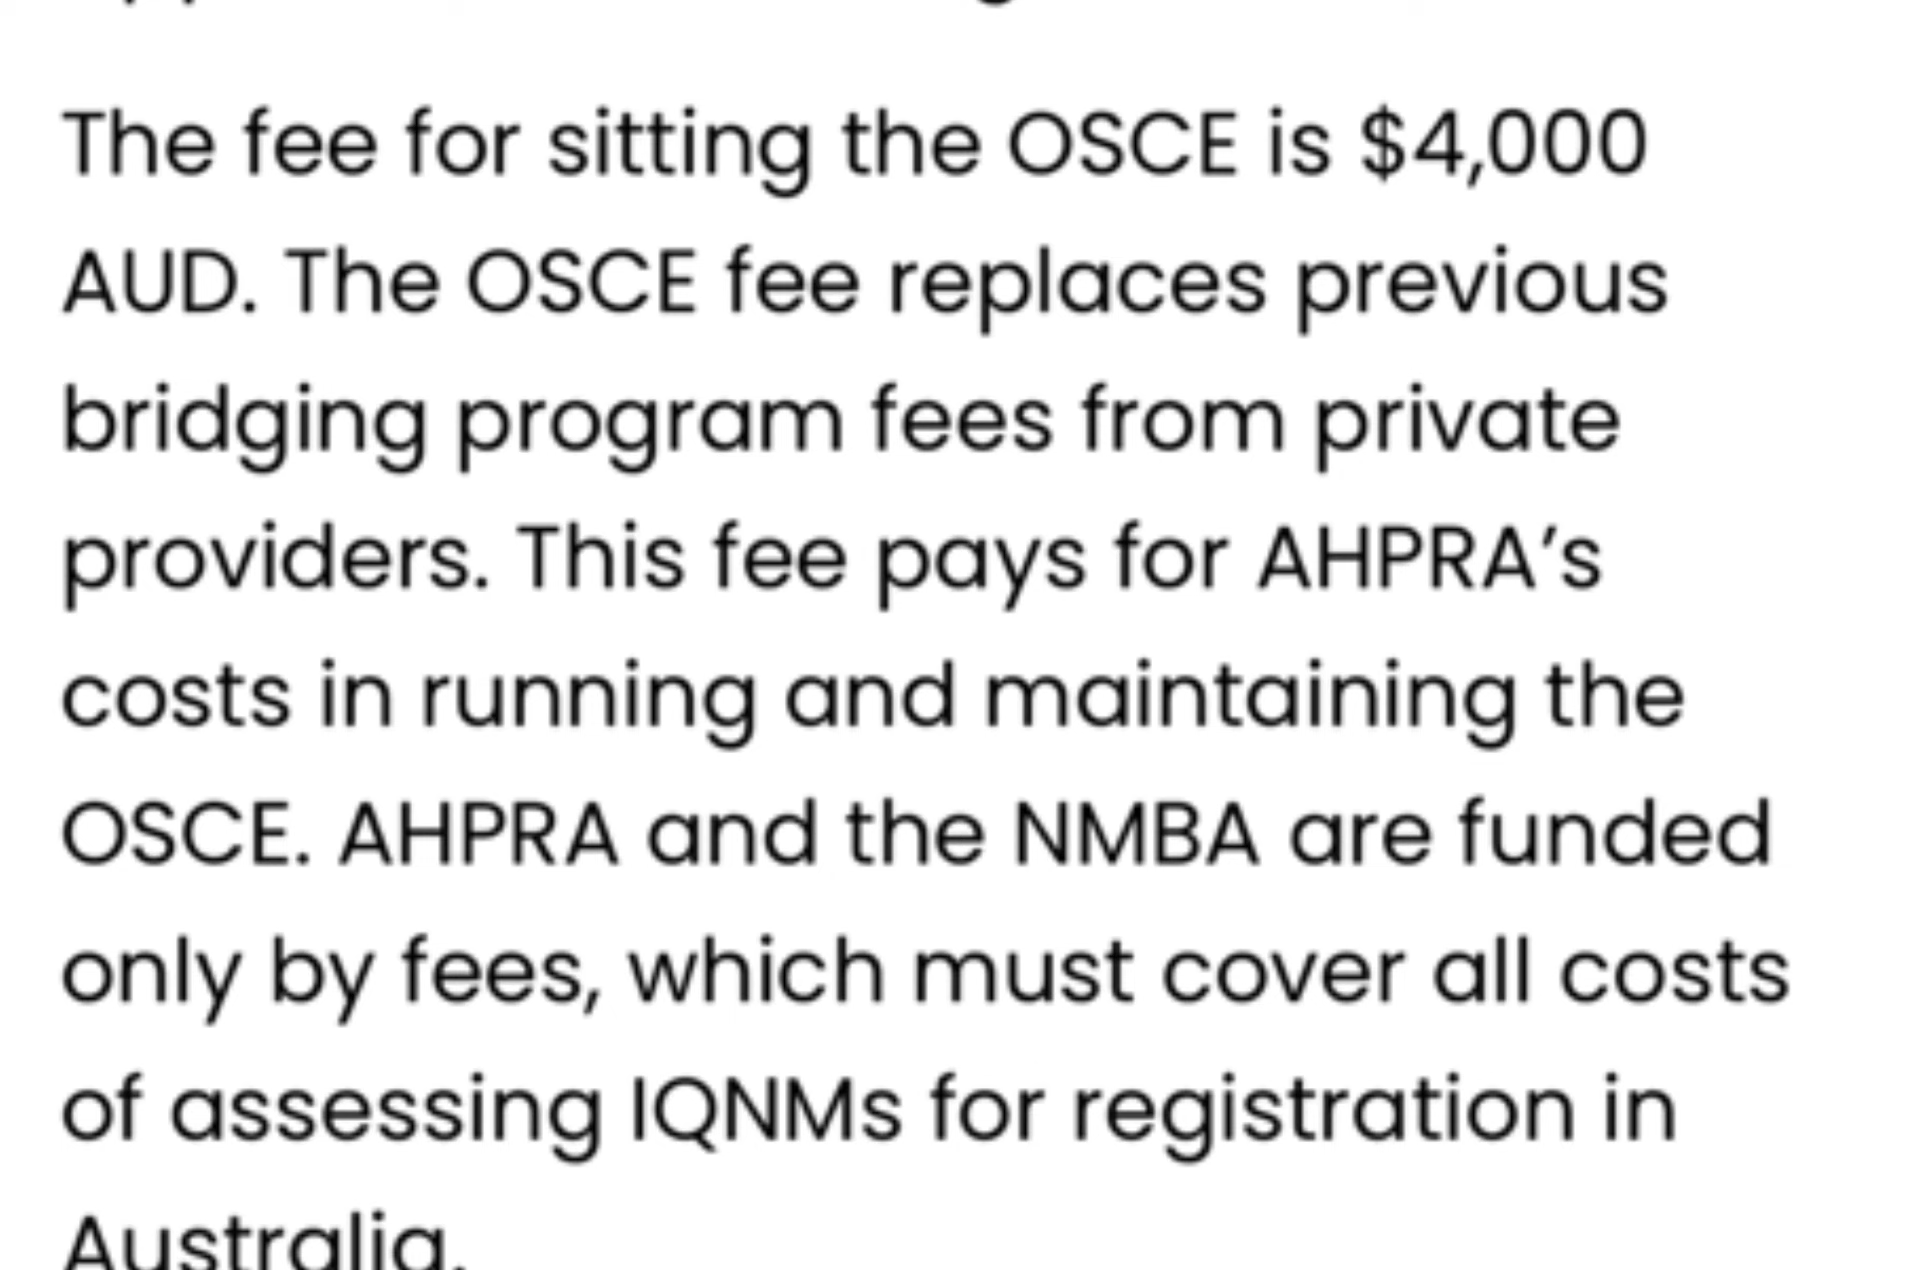 The fee for sitting the OSCE is $4,000
AUD. The OSCE fee replaces previous
bridging program fees from private
providers. This fee pays for AHPRA’s
costs in running and maintaining the
OSCE. AHPRA and the NMBA are funded
only by fees, which must cover all costs
of assessing IQNMs for registration in
Australia.